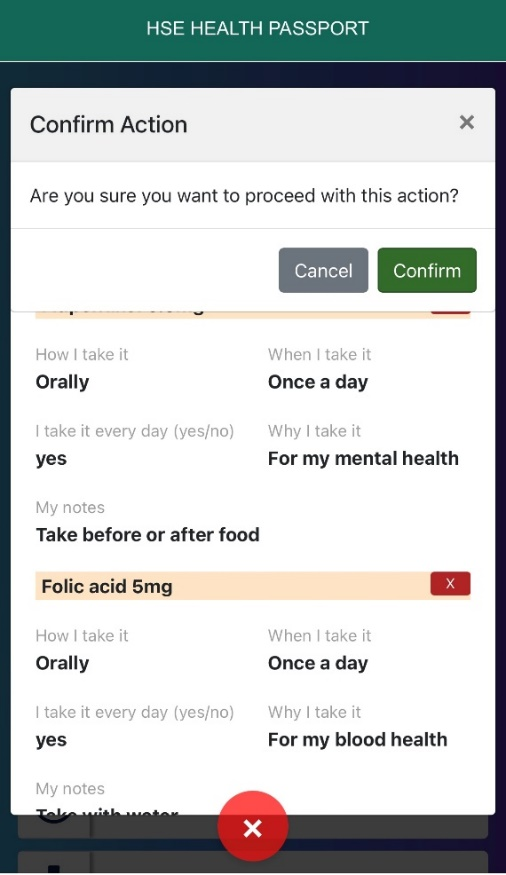 HSE HEALTH PASSPORT
Confirm Action ×
Are you sure you want to proceed with this action?
Cancel Confirm
How I take it When I take it
Orally Once a day
I take it every day (yes/no) Why I take it
yes For my mental health
My notes
Take before or after food
Folic acid 5mg X
How I take it When I take it
Orally Once a day
I take it every day (yes/no) Why I take it
yes For my blood health
My notes
Take with water